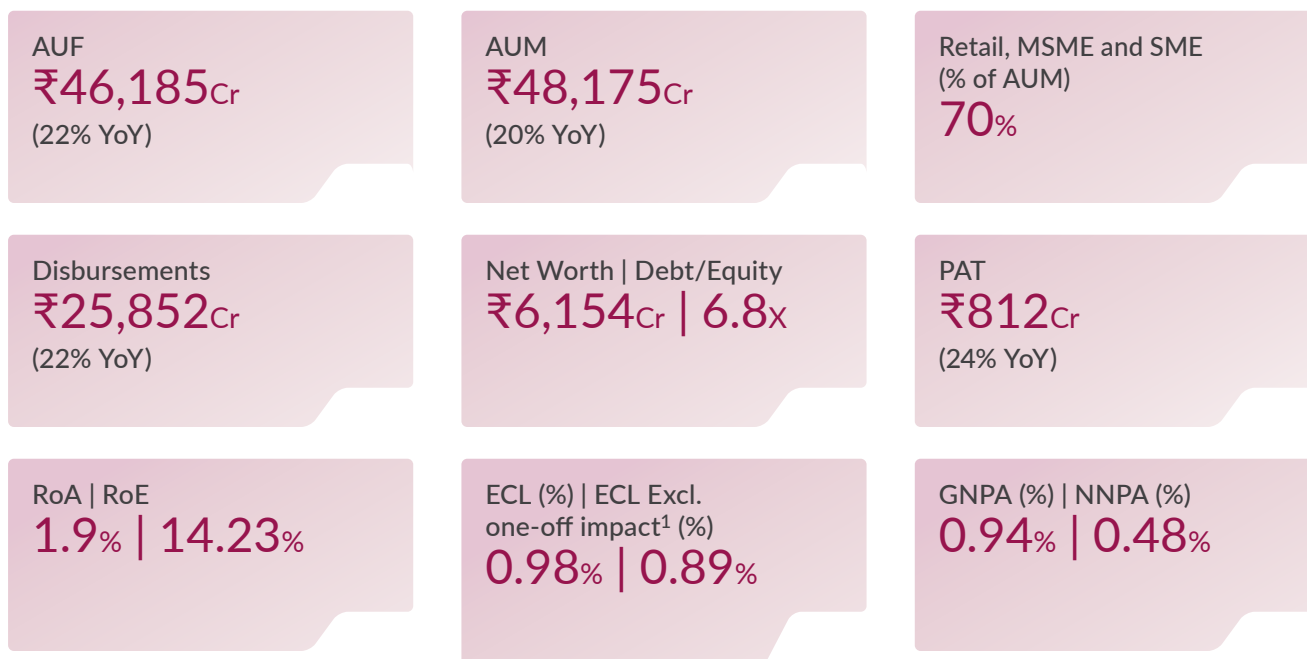 AUF
₹46,185Cr
(22% YoY)
AUM
₹48,175Cr
(20% YoY)
Retail, MSME and SME
(% of AUM)
70%
Disbursements
₹25,852Cr
(22% YoY)
Net Worth | Debt/Equity
₹6,154Cr | 6.8X
PAT
₹812Cr
(24% YoY)
RoA | RoE
1.9% | 14.23%
ECL (%) | ECL Excl.
one-off impact¹ (%)
0.98% | 0.89%
GNPA (%) | NNPA (%)
0.94% | 0.48%